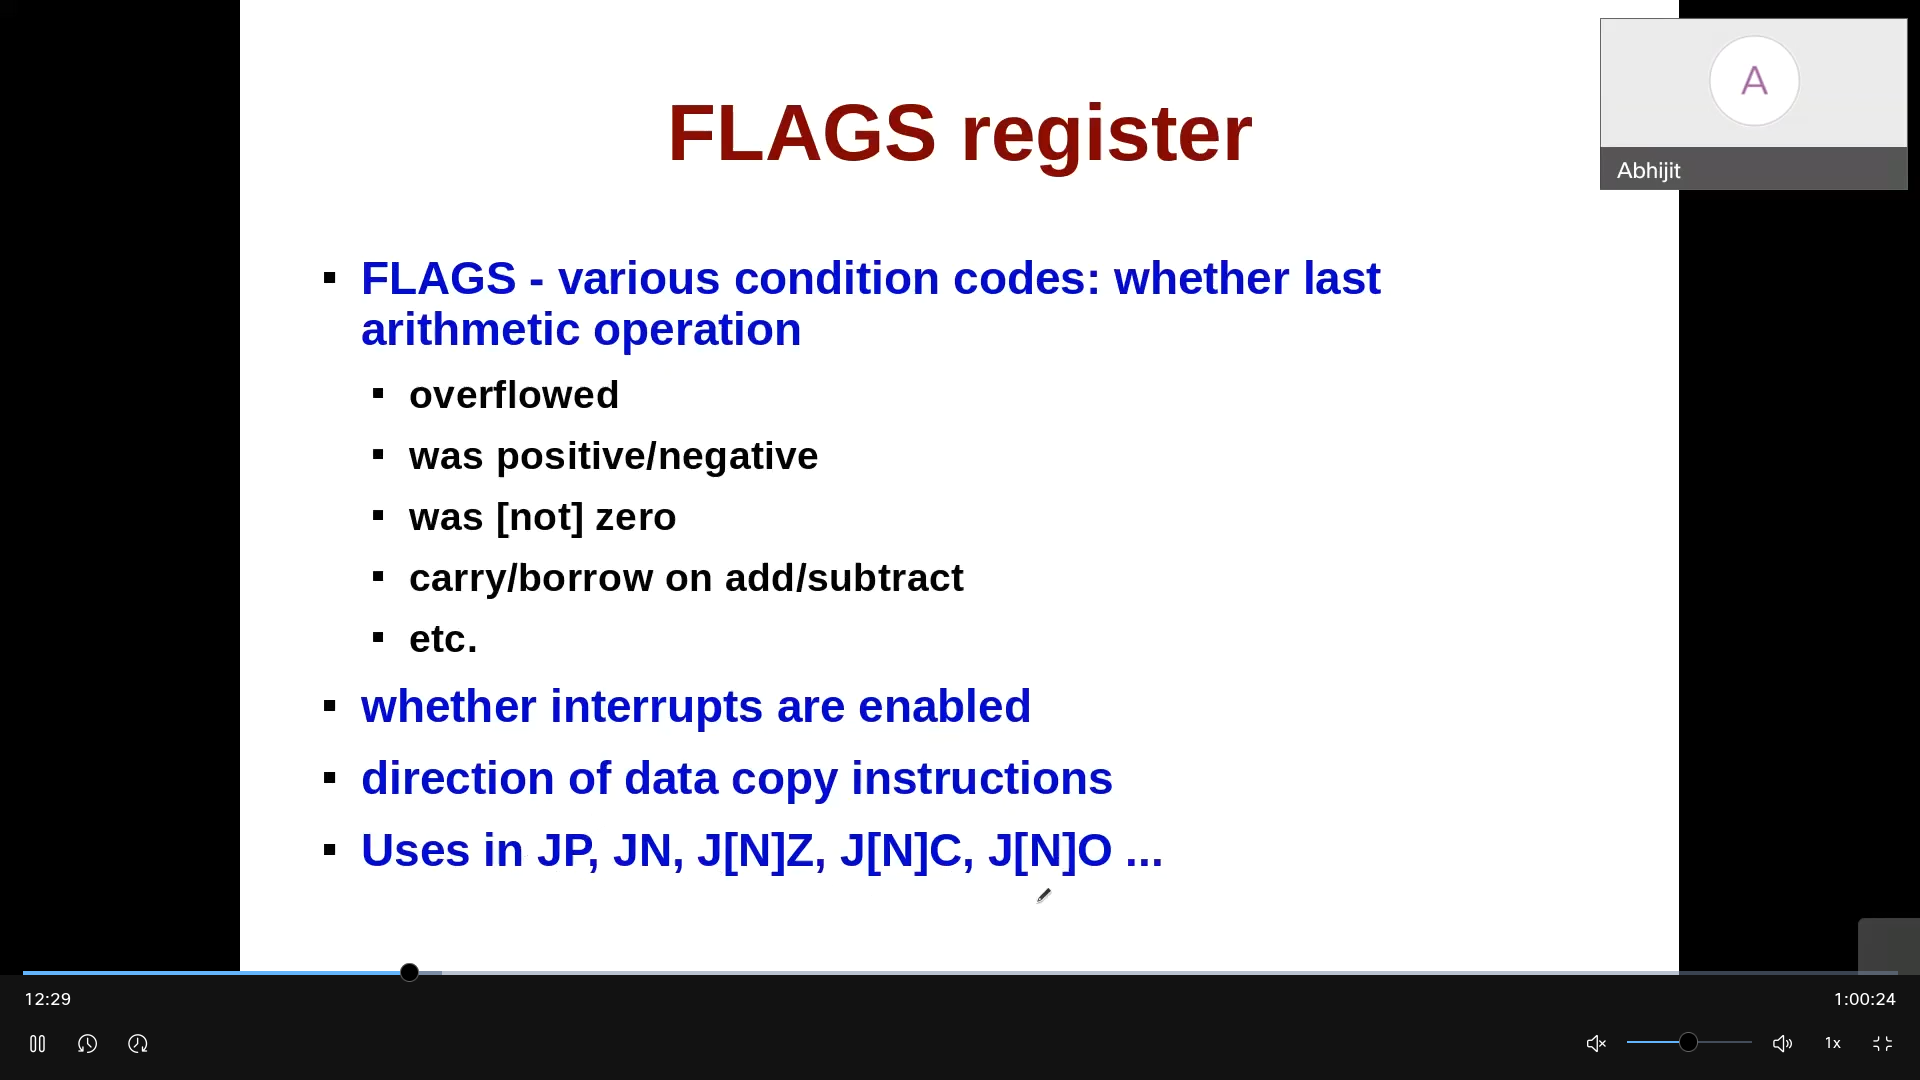 FLAGS register
A
Abhijit
▪ FLAGS - various condition codes: whether last
arithmetic operation
▪ overflowed
▪ was positive/negative
▪ was [not] zero
▪ carry/borrow on add/subtract
▪ etc.
▪ whether interrupts are enabled
▪ direction of data copy instructions
▪ Uses in JP, JN, J[N]Z, J[N]C, J[N]O ...
12:29
1:00:24
1x